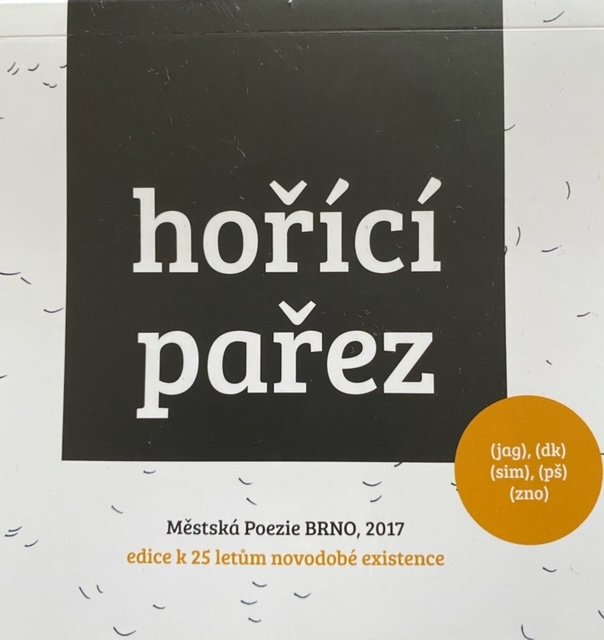 hořící
pařez
(jag), (dk)
(sim), (pš)
(zno)
Městská Poezie BRNO, 2017
edice k 25 letům novodobé existence